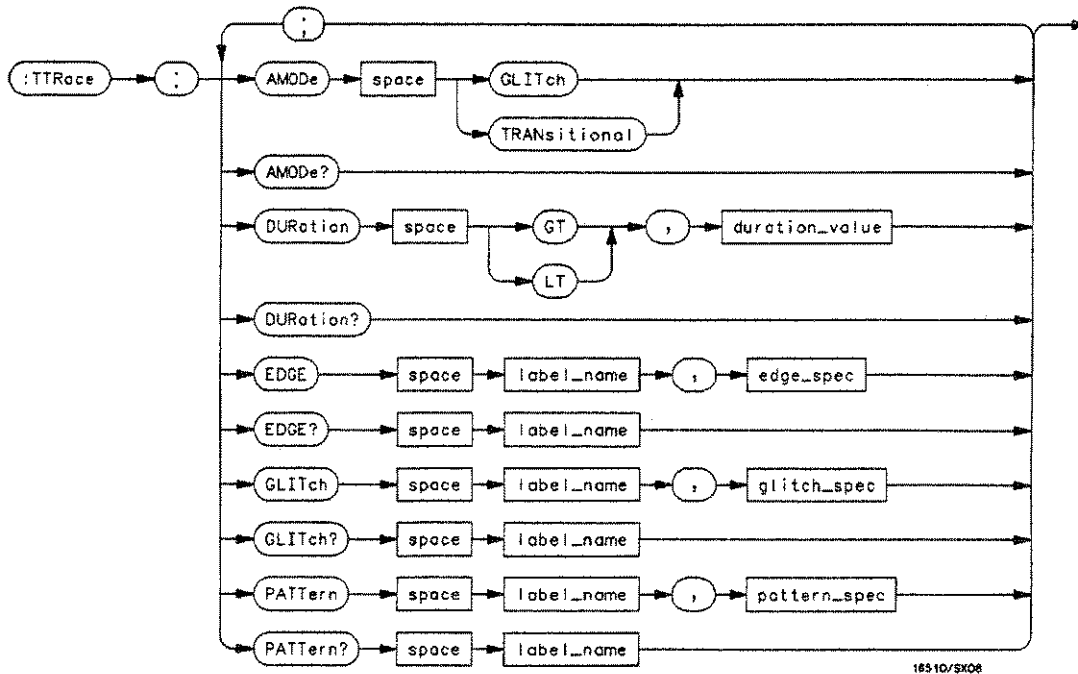 ;
:TTRace : AMODe space GLITch
TRANsitional
AMODe?
DURation space GT , duration_value
LT
DURation?
EDGE space label_name , edge_spec
EDGE? space label_name
GLITch space label_name , glitch_spec
GLITch? space label_name
PATTern space label_name , pattern_spec
PATTern? space label_name
16510/SX08